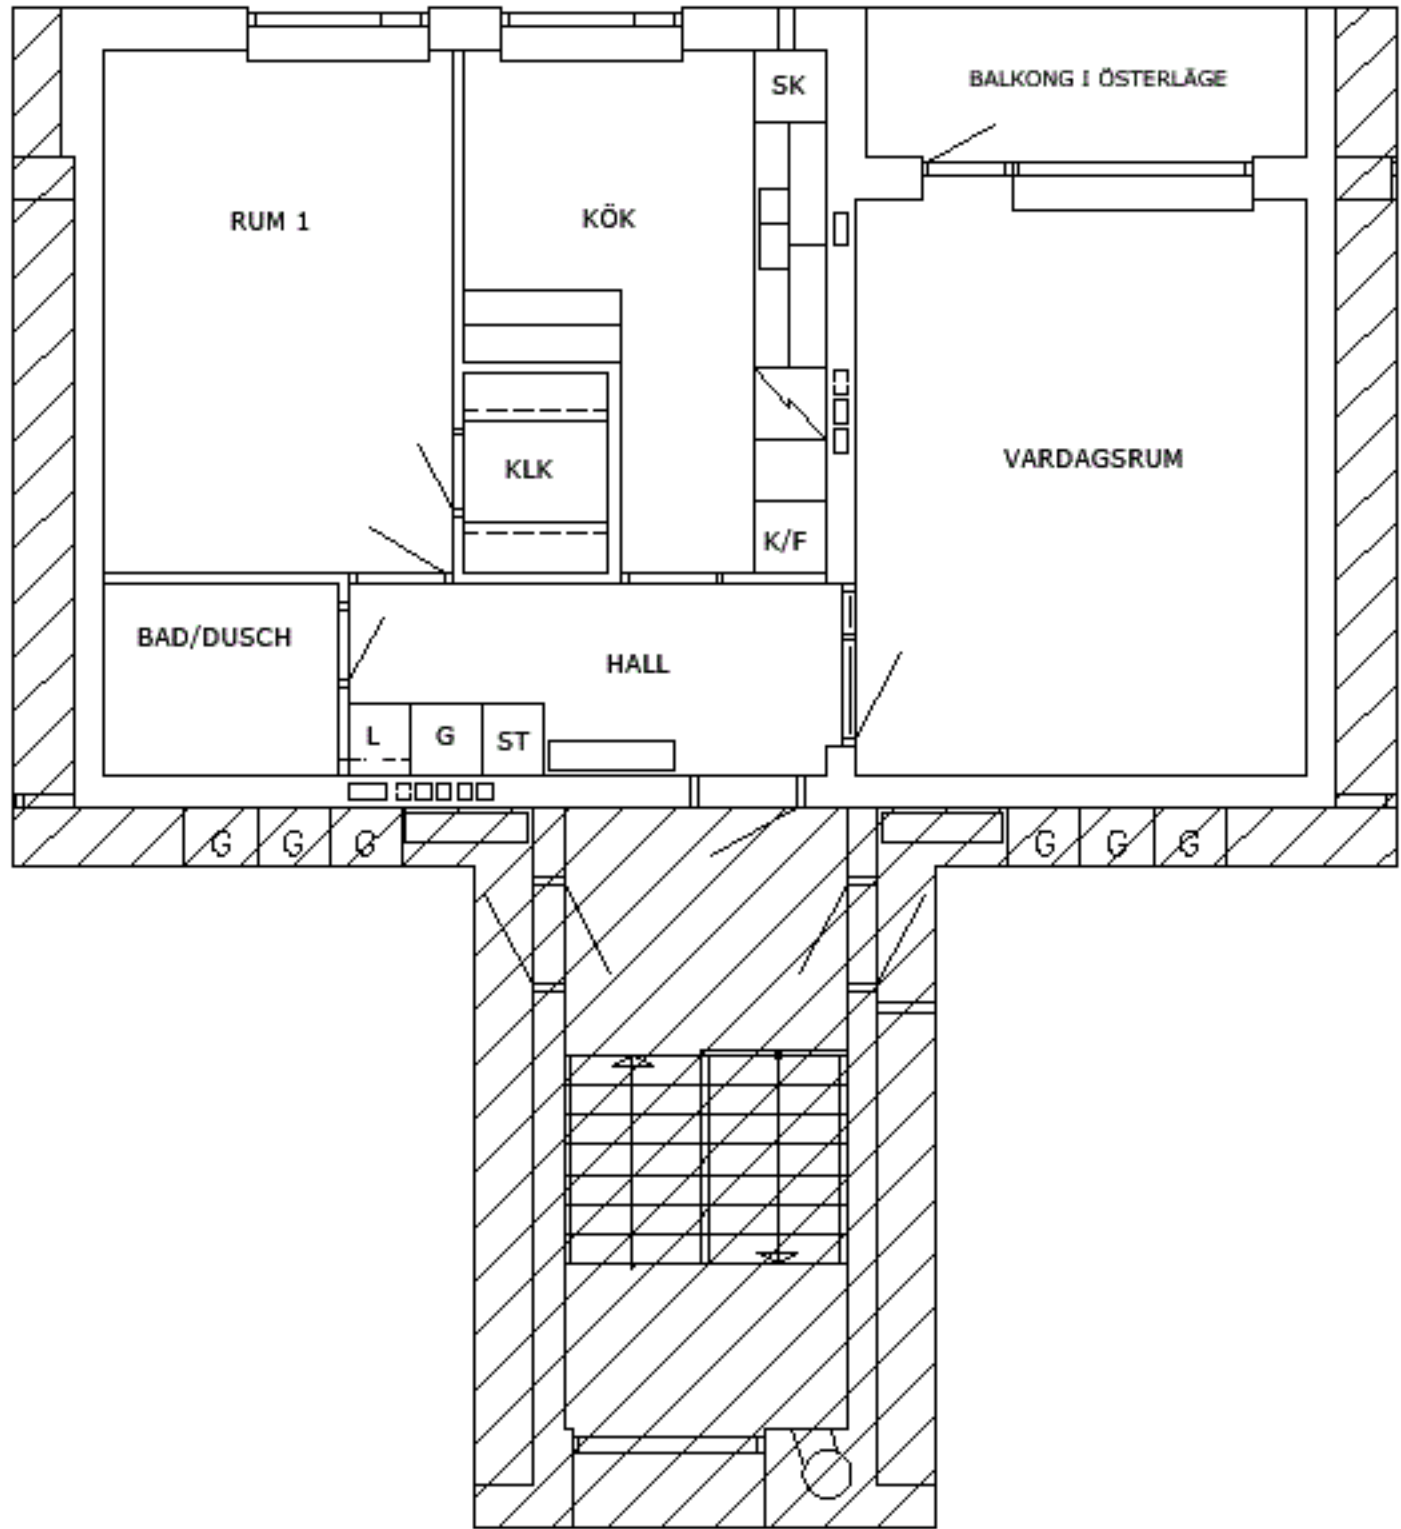 SK
BALKONG I ÖSTERLÄGE
RUM 1
KÖK
VARDAGSRUM
KLK
K/F
BAD/DUSCH
HALL
L
G
ST
G
G
G
G
G
G